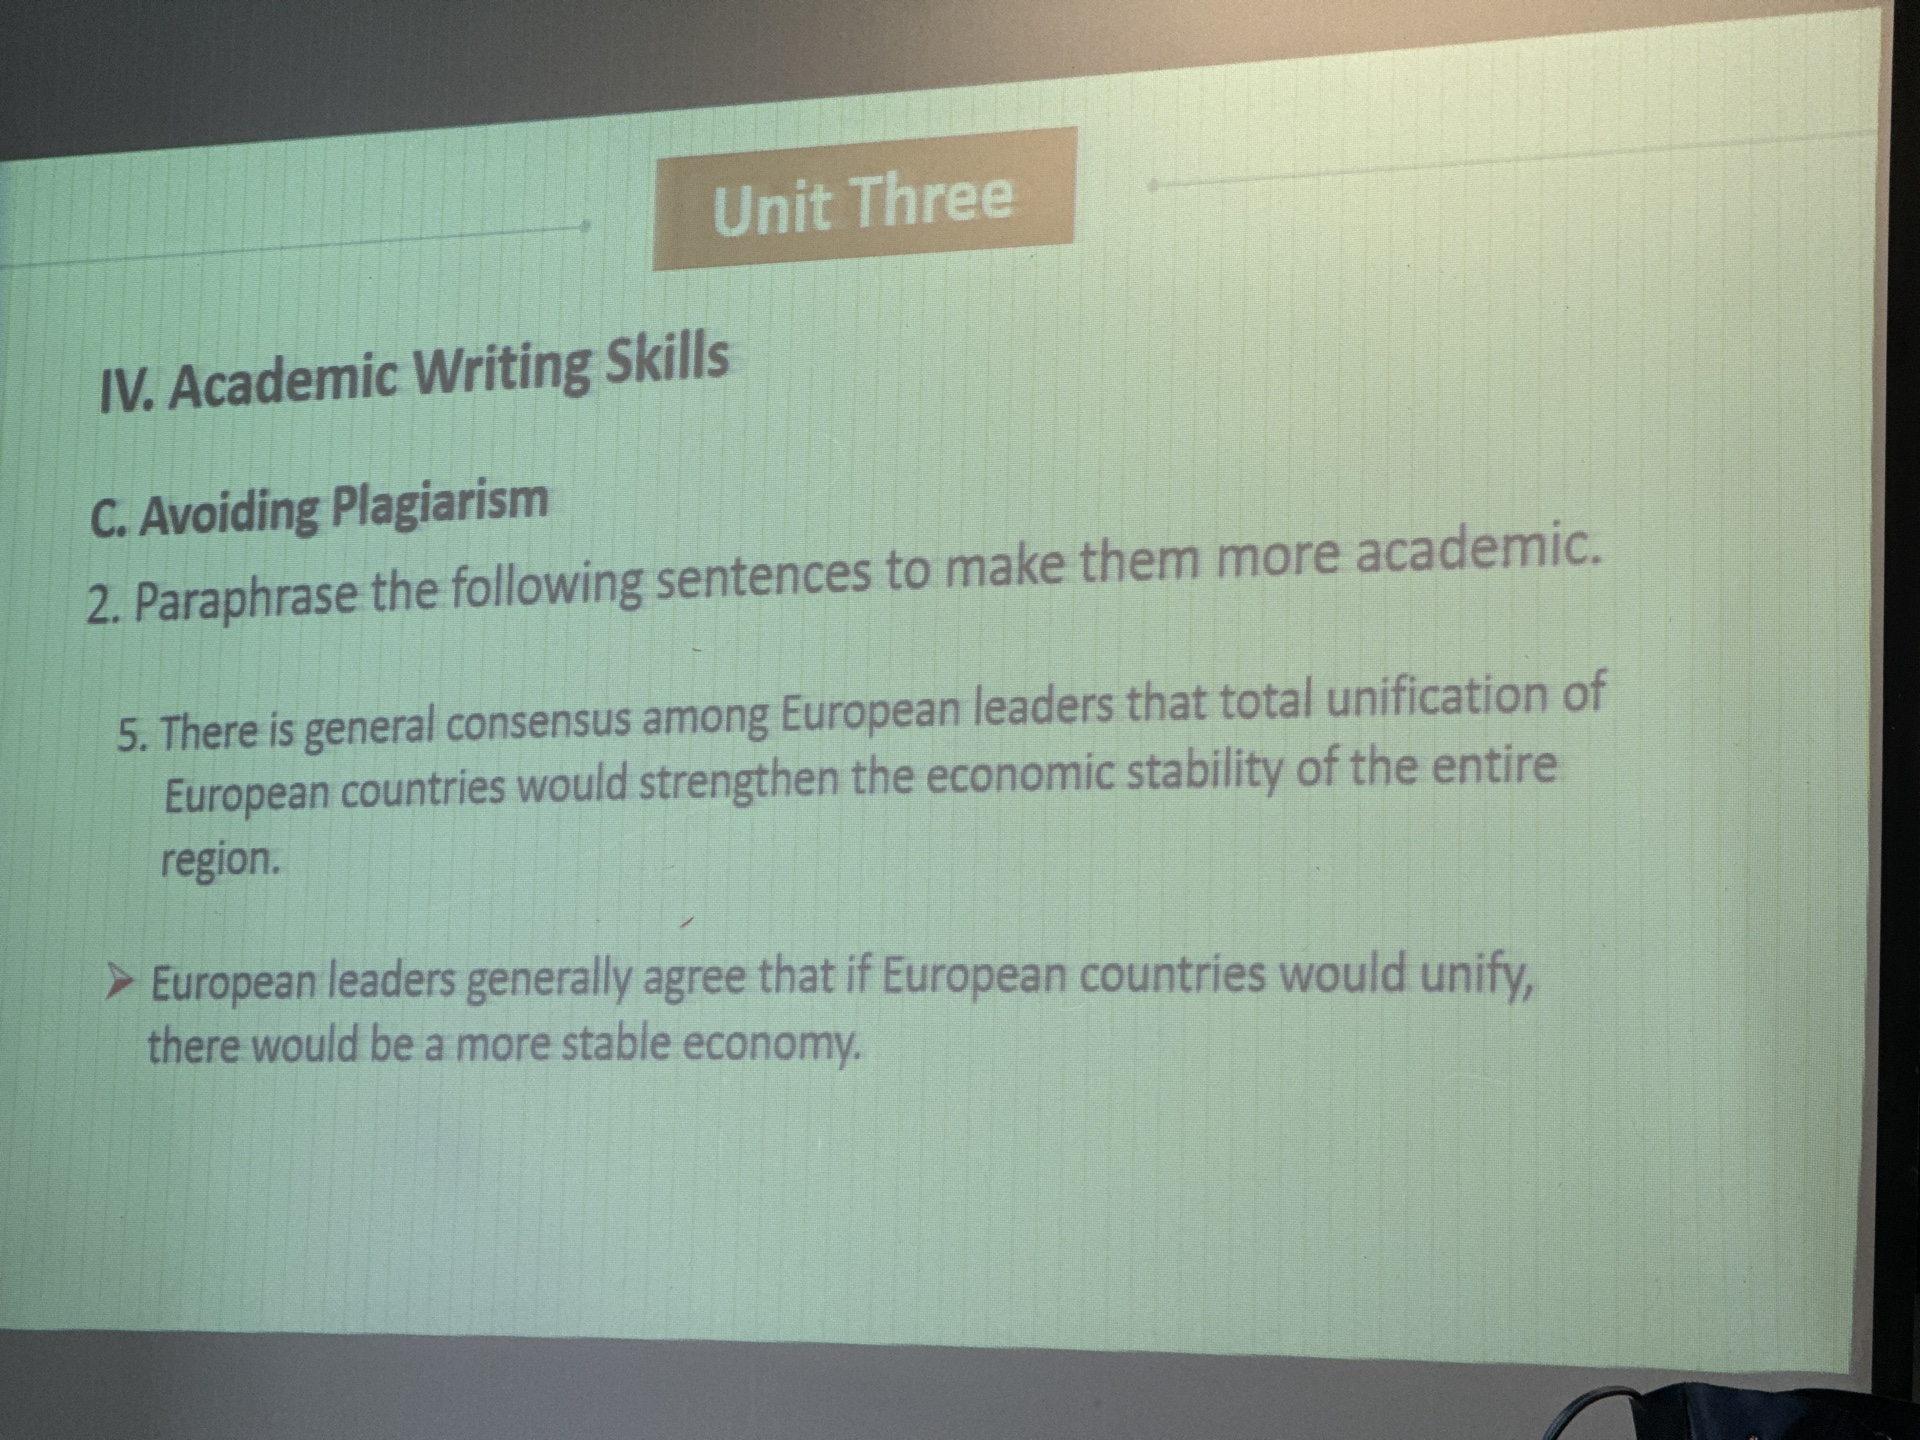 Unit Three
IV. Academic Writing Skills
C. Avoiding Plagiarism
2. Paraphrase the following sentences to make them more academic.
5. There is general consensus among European leaders that total unification of
European countries would strengthen the economic stability of the entire
region.
European leaders generally agree that if European countries would unify,
there would be a more stable economy.